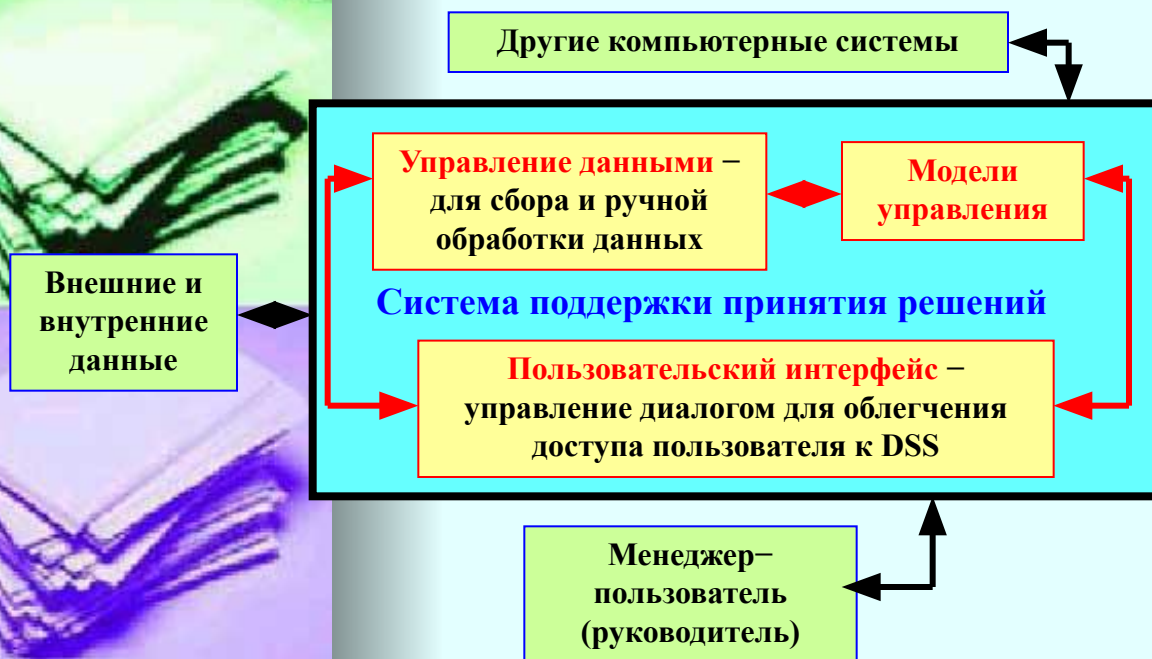 Другие компьютерные системы
Управление данными –
для сбора и ручной
обработки данных
Модели
управления
Внешние и
внутренние
данные
Система поддержки принятия решений
Пользовательский интерфейс –
управление диалогом для облегчения
доступа пользователя к DSS
Менеджер–
пользователь
(руководитель)